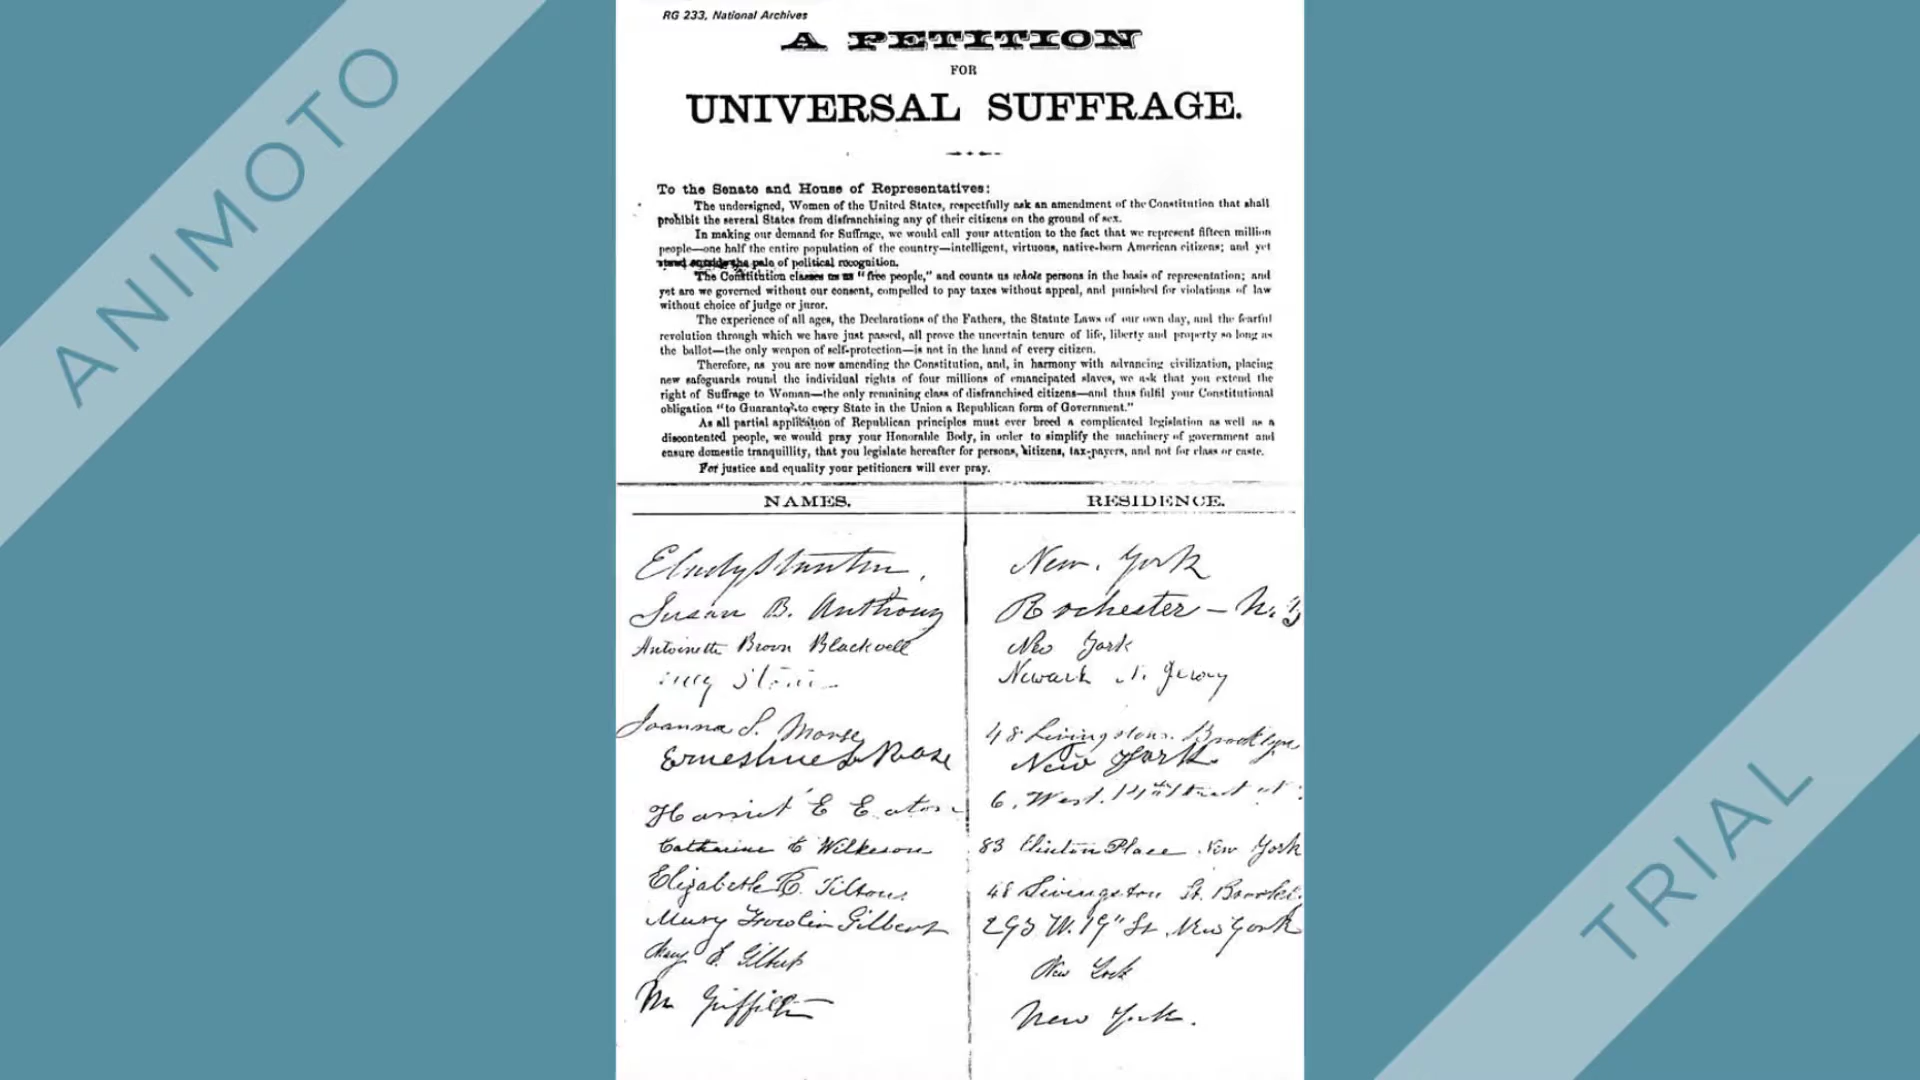 RG 233, National Archives
A PETITION
FOR
UNIVERSAL SUFFRAGE.
To the Senate and House of Representatives:
The undersigned, Women of the United States, respectfully ask an amendment of the Constitution that shall
prohibit the several States from disfranchising any of their citizens on the ground of sex.
In making our demand for Suffrage, we would call your attention to the fact that we represent fifteen million
people—one half the entire population of the country—intelligent, virtuous, native-born American citizens; and yet
stand outside the pale of political recognition.
The Constitution classes us as "free people," and counts us whole persons in the basis of representation; and
yet are we governed without our consent, compelled to pay taxes without appeal, and punished for violations of law
without choice of judge or juror.
The experience of all ages, the Declarations of the Fathers, the Statute Laws of our own day, and the fearful
revolution through which we have just passed, all prove the uncertain tenure of life, liberty and property so long as
the ballot—the only weapon of self-protection—is not in the hand of every citizen.
Therefore, as you are now amending the Constitution, and, in harmony with advancing civilization, placing
new safeguards round the individual rights of four millions of emancipated slaves, we ask that you extend the
right of Suffrage to Woman—the only remaining class of disfranchised citizens—and thus fulfil your Constitutional
obligation "to Guarantee to every State in the Union a Republican form of Government."
As all partial application of Republican principles must ever breed a complicated legislation as well as a
discontented people, we would pray your Honorable Body, in order to simplify the machinery of government and
ensure domestic tranquillity, that you legislate hereafter for persons, citizens, tax-payers, and not for class or caste.
For justice and equality your petitioners will ever pray.
NAMES. RESIDENCE.
ECadyStanton, New York
Susan B. Anthony Rochester - N.Y
Antoinette Brown Blackwell New York
Lucy Stone Newark N. Jersey
Joanna S. Morse 48 Livingston. Brooklyn
Ernestine L Rose New York
Harriet E Eaton 6. West. 14th Street
Catharine C Wilkeson 83 Clinton Place New York
Elizabeth R. Tilton 48 Livingston St.
Mary Fowler Gilbert 293 W. 19" St New York
Mary E. Gilbert New York
M Griffith New York.
ANIMOTO
TRIAL